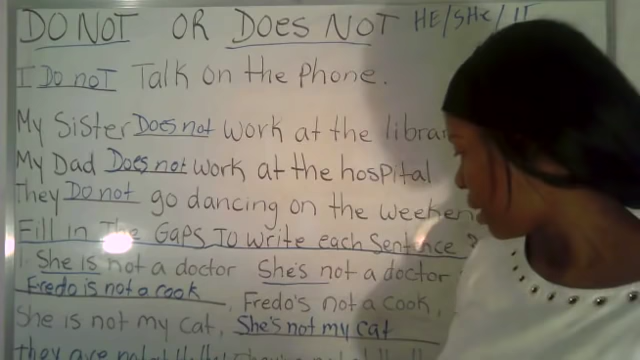 DO NOT OR DOES NOT HE/SHE/IT
I DO noT Talk on the Phone.
My Sister Does not work at the
My Dad Does not work at the hospital
They DO not go dancing on the
Fill in The GAPS TO write each Sentence ?
1. She is not a doctor She's not a doctor
Fredo is not a cook, Fredo's not a cook,
She is not my cat, She's not my cat
they are not